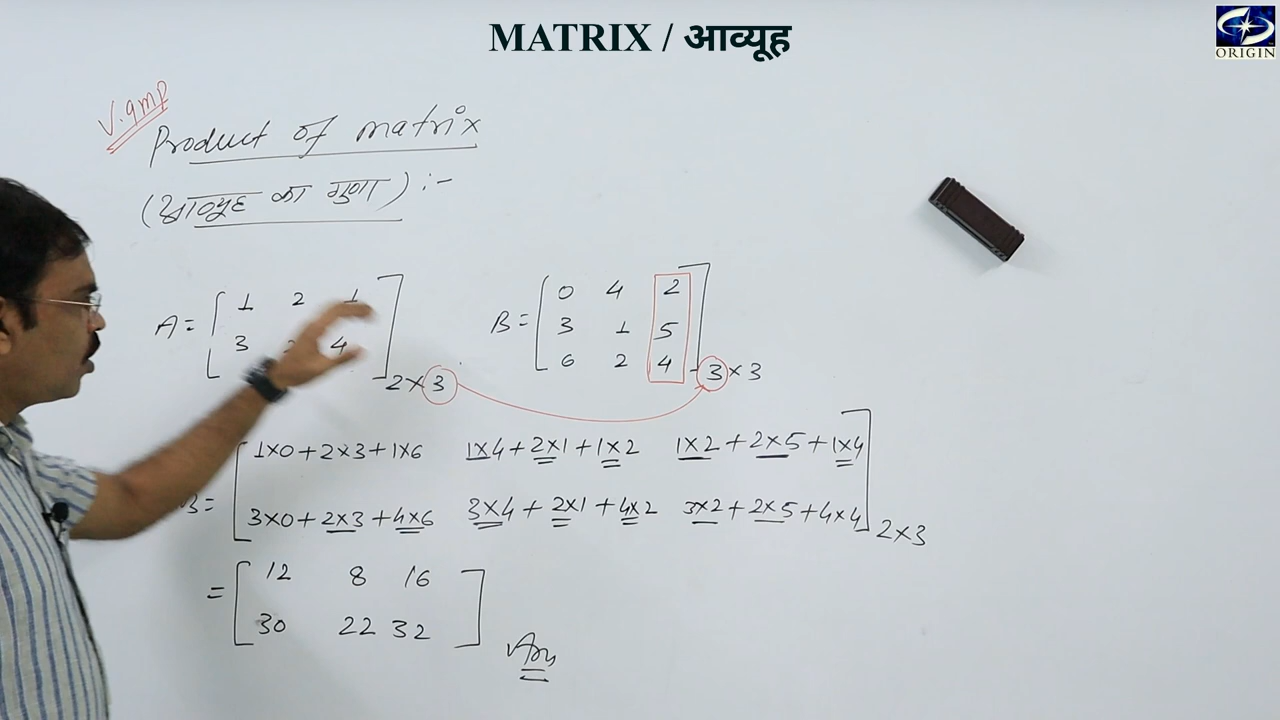 MATRIX / आव्यूह
ORIGIN
V. Imp
Product of matrix
(आव्यूह का गुणा) :-
A = [ 1 2 1
3 2 4 ] 2 × 3
B = [ 0 4 2
3 1 5
6 2 4 ] 3 × 3
B = [ 1×0+2×3+1×6 1×4+2×1+1×2 1×2+2×5+1×4
3×0+2×3+4×6 3×4+2×1+4×2 3×2+2×5+4×4 ] 2×3
= [ 12 8 16
30 22 32 ]
Ans